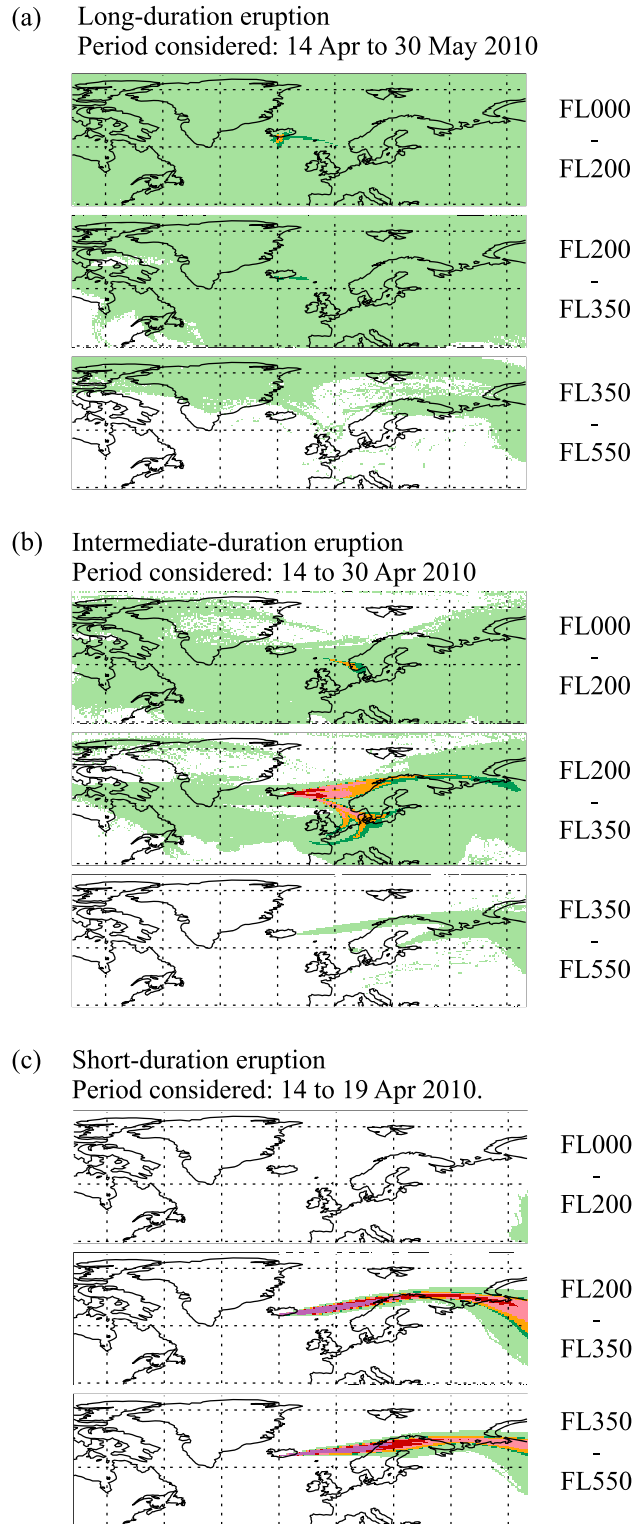 (a) Long-duration eruption
Period considered: 14 Apr to 30 May 2010
FL000
-
FL200
FL200
-
FL350
FL350
-
FL550
(b) Intermediate-duration eruption
Period considered: 14 to 30 Apr 2010
FL000
-
FL200
FL200
-
FL350
FL350
-
FL550
(c) Short-duration eruption
Period considered: 14 to 19 Apr 2010.
FL000
-
FL200
FL200
-
FL350
FL350
-
FL550